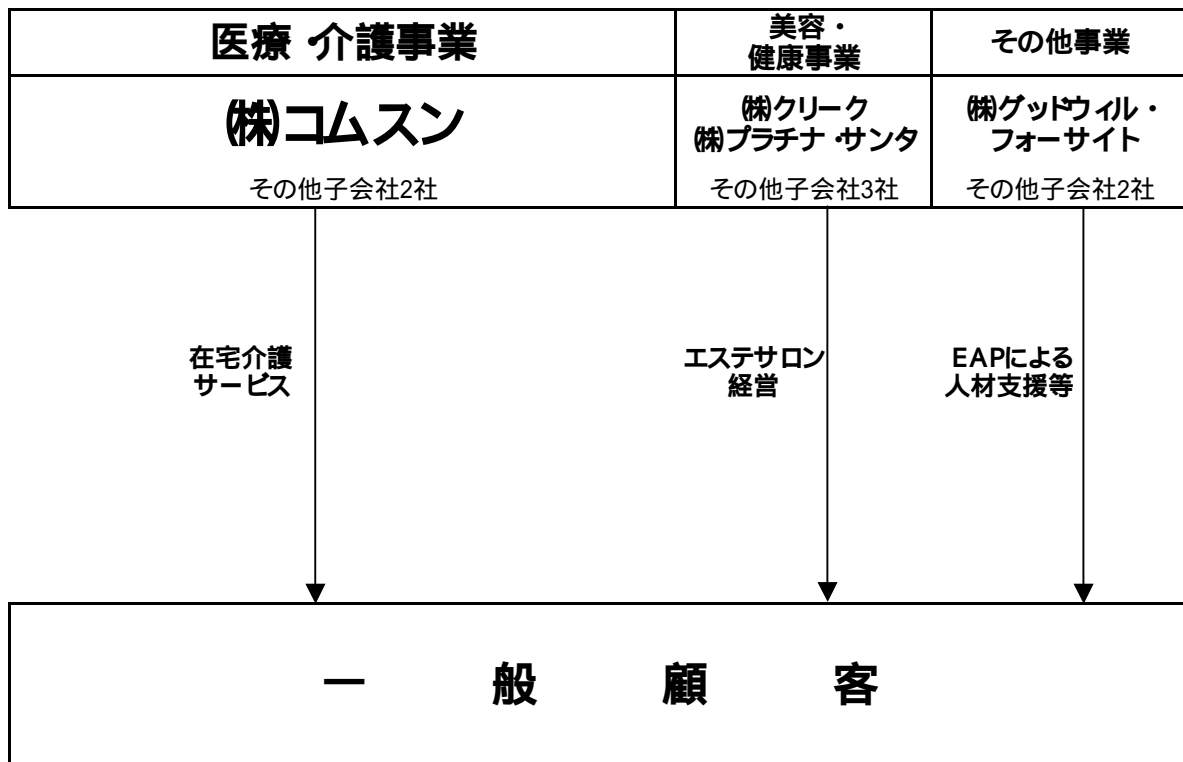 医療・介護事業
美容・
健康事業
その他事業
㈱コムスン
その他子会社2社
㈱クリーク
㈱プラチナ・サンタ
その他子会社3社
㈱グッドウィル・
フォーサイト
その他子会社2社
在宅介護
サービス
エステサロン
経営
EAPによる
人材支援等
一般顧客